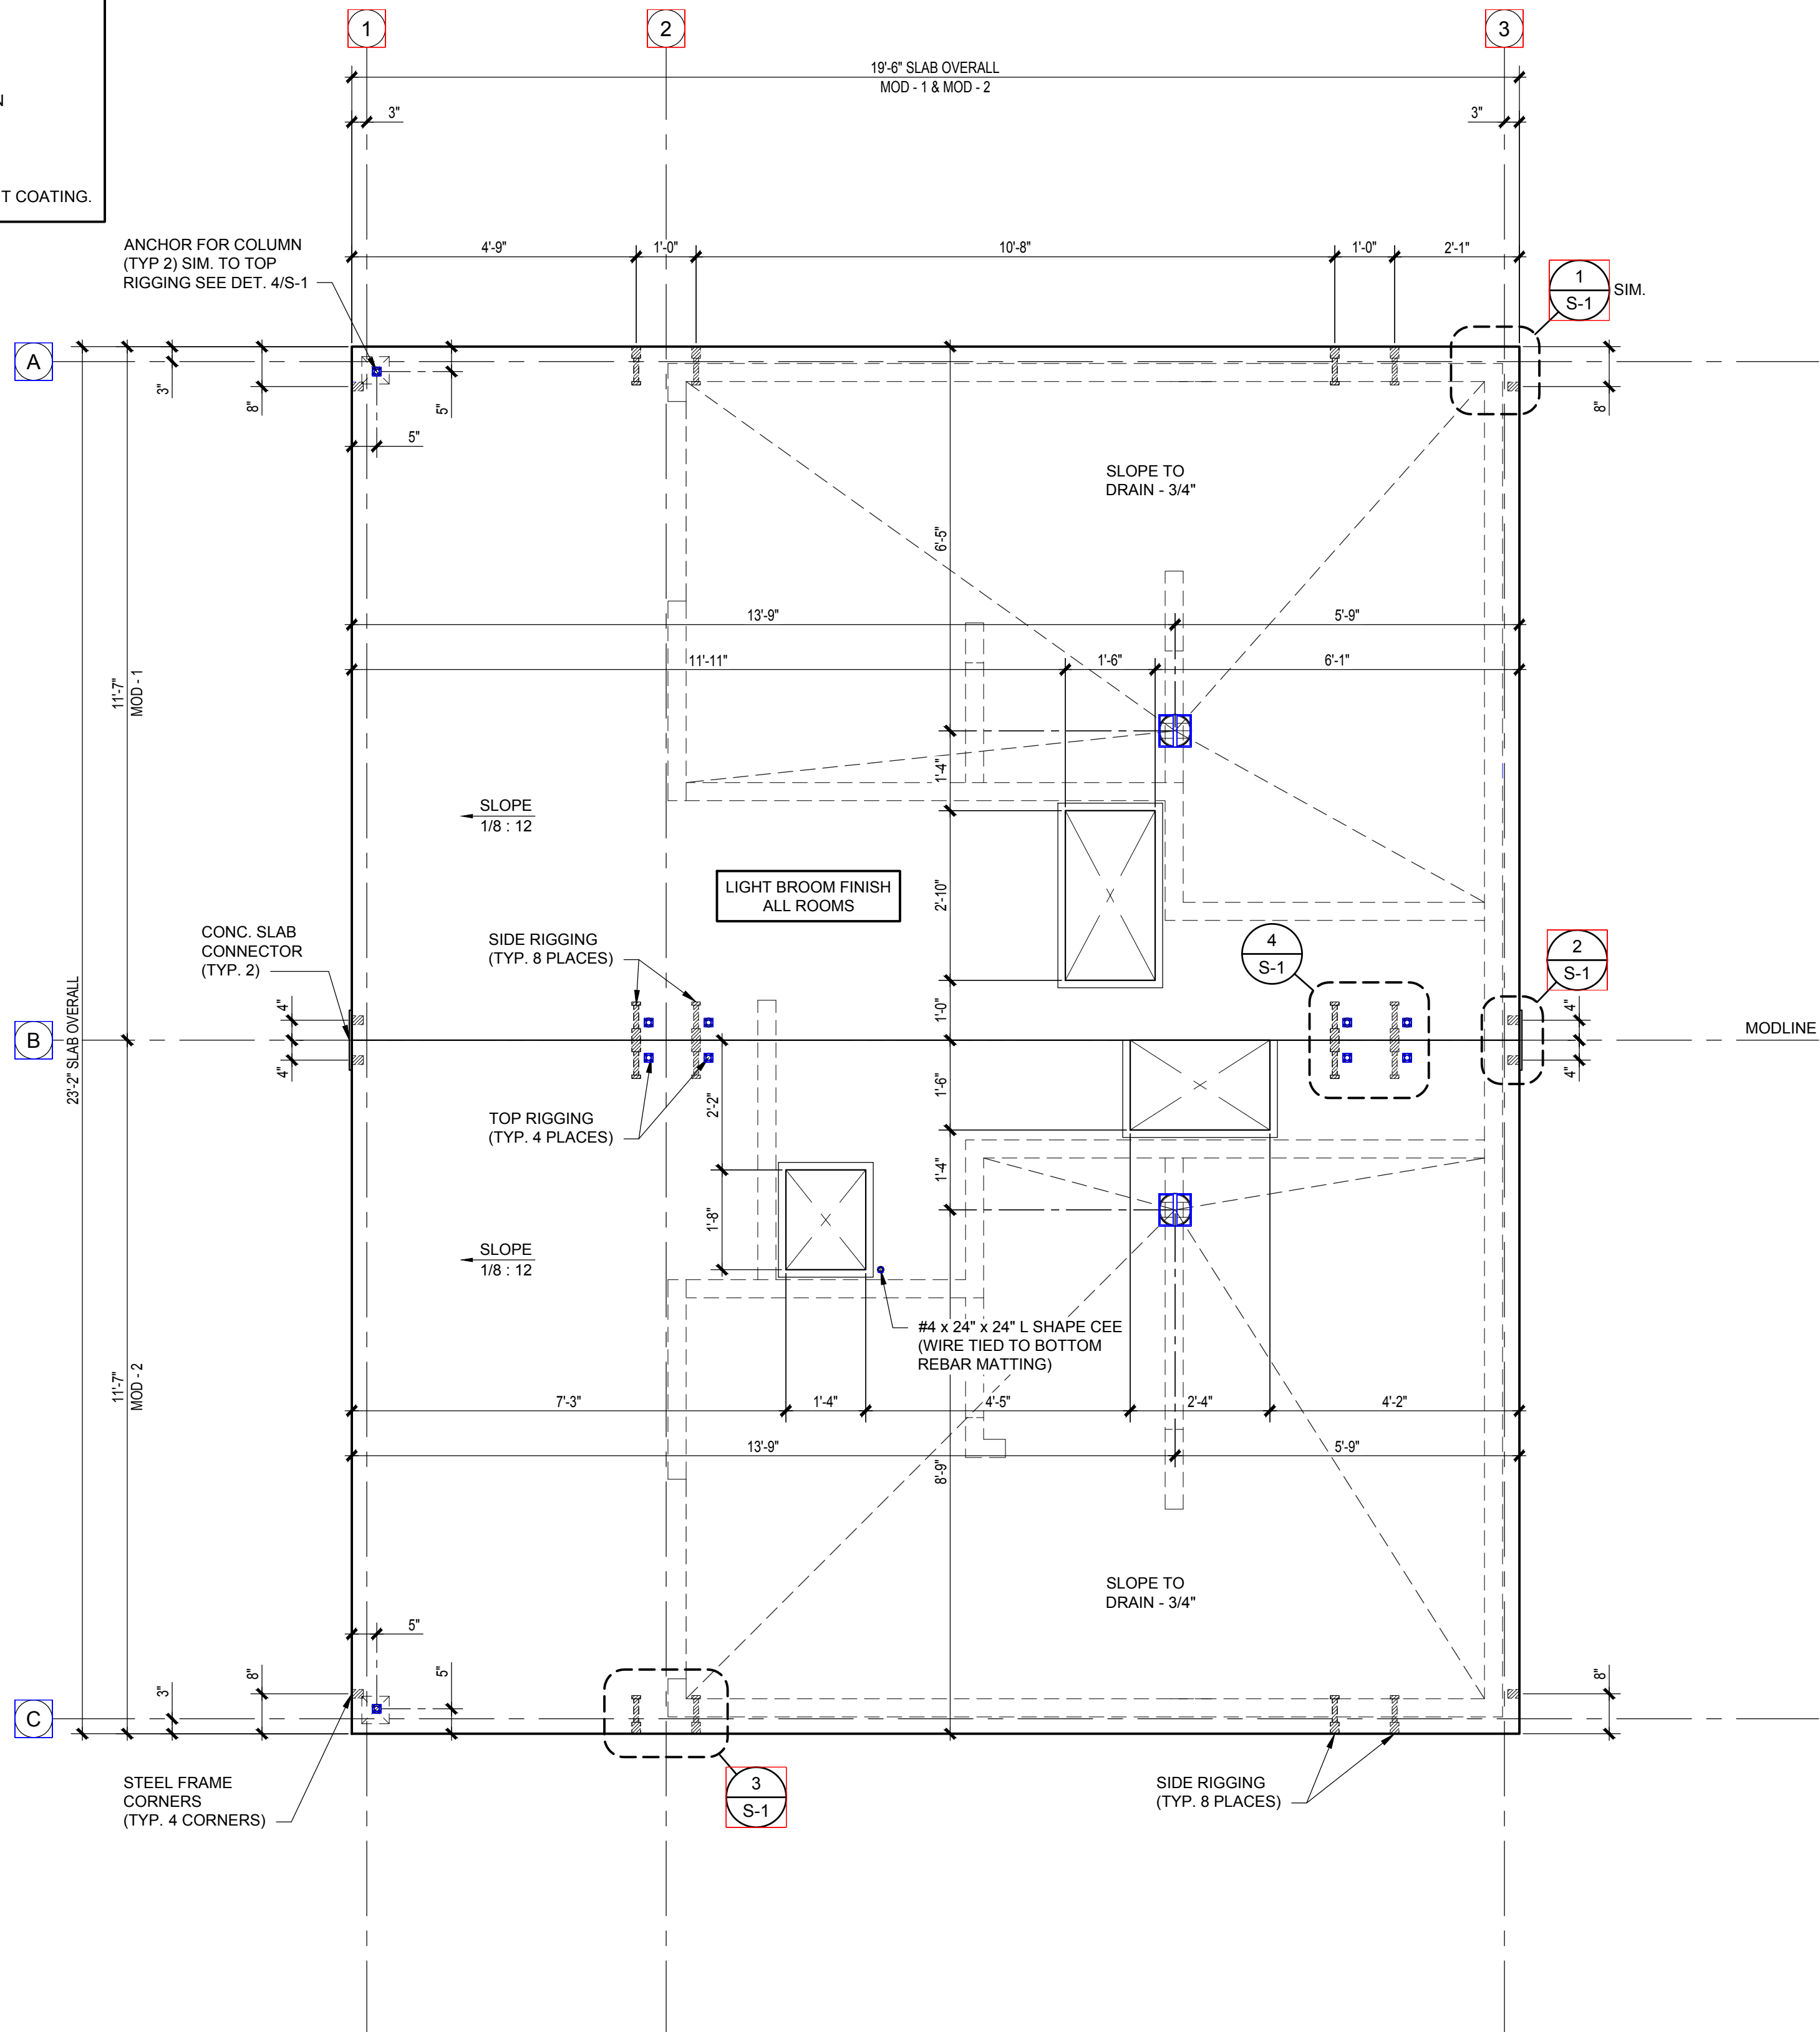 1
2
3
N
T COATING.
19'-6" SLAB OVERALL
MOD - 1 & MOD - 2
3"
3"
ANCHOR FOR COLUMN
(TYP 2) SIM. TO TOP
RIGGING SEE DET. 4/S-1
4'-9"
1'-0"
10'-8"
1'-0"
2'-1"
1
S-1
SIM.
A
3"
8"
5"
5"
8"
SLOPE TO
DRAIN - 3/4"
6'-5"
13'-9"
5'-9"
11'-11"
1'-6"
6'-1"
11'-7"
MOD - 1
1'-4"
SLOPE
1/8 : 12
LIGHT BROOM FINISH
ALL ROOMS
2'-10"
CONC. SLAB
CONNECTOR
(TYP. 2)
SIDE RIGGING
(TYP. 8 PLACES)
4
S-1
2
S-1
23'-2" SLAB OVERALL
4"
1'-0"
4"
B
MODLINE
4"
1'-6"
4"
TOP RIGGING
(TYP. 4 PLACES)
2'-2"
1'-4"
1'-8"
SLOPE
1/8 : 12
#4 x 24" x 24" L SHAPE CEE
(WIRE TIED TO BOTTOM
REBAR MATTING)
11'-7"
MOD - 2
7'-3"
1'-4"
4'-5"
2'-4"
4'-2"
13'-9"
5'-9"
8'-9"
SLOPE TO
DRAIN - 3/4"
5"
3"
8"
5"
8"
C
STEEL FRAME
CORNERS
(TYP. 4 CORNERS)
3
S-1
SIDE RIGGING
(TYP. 8 PLACES)